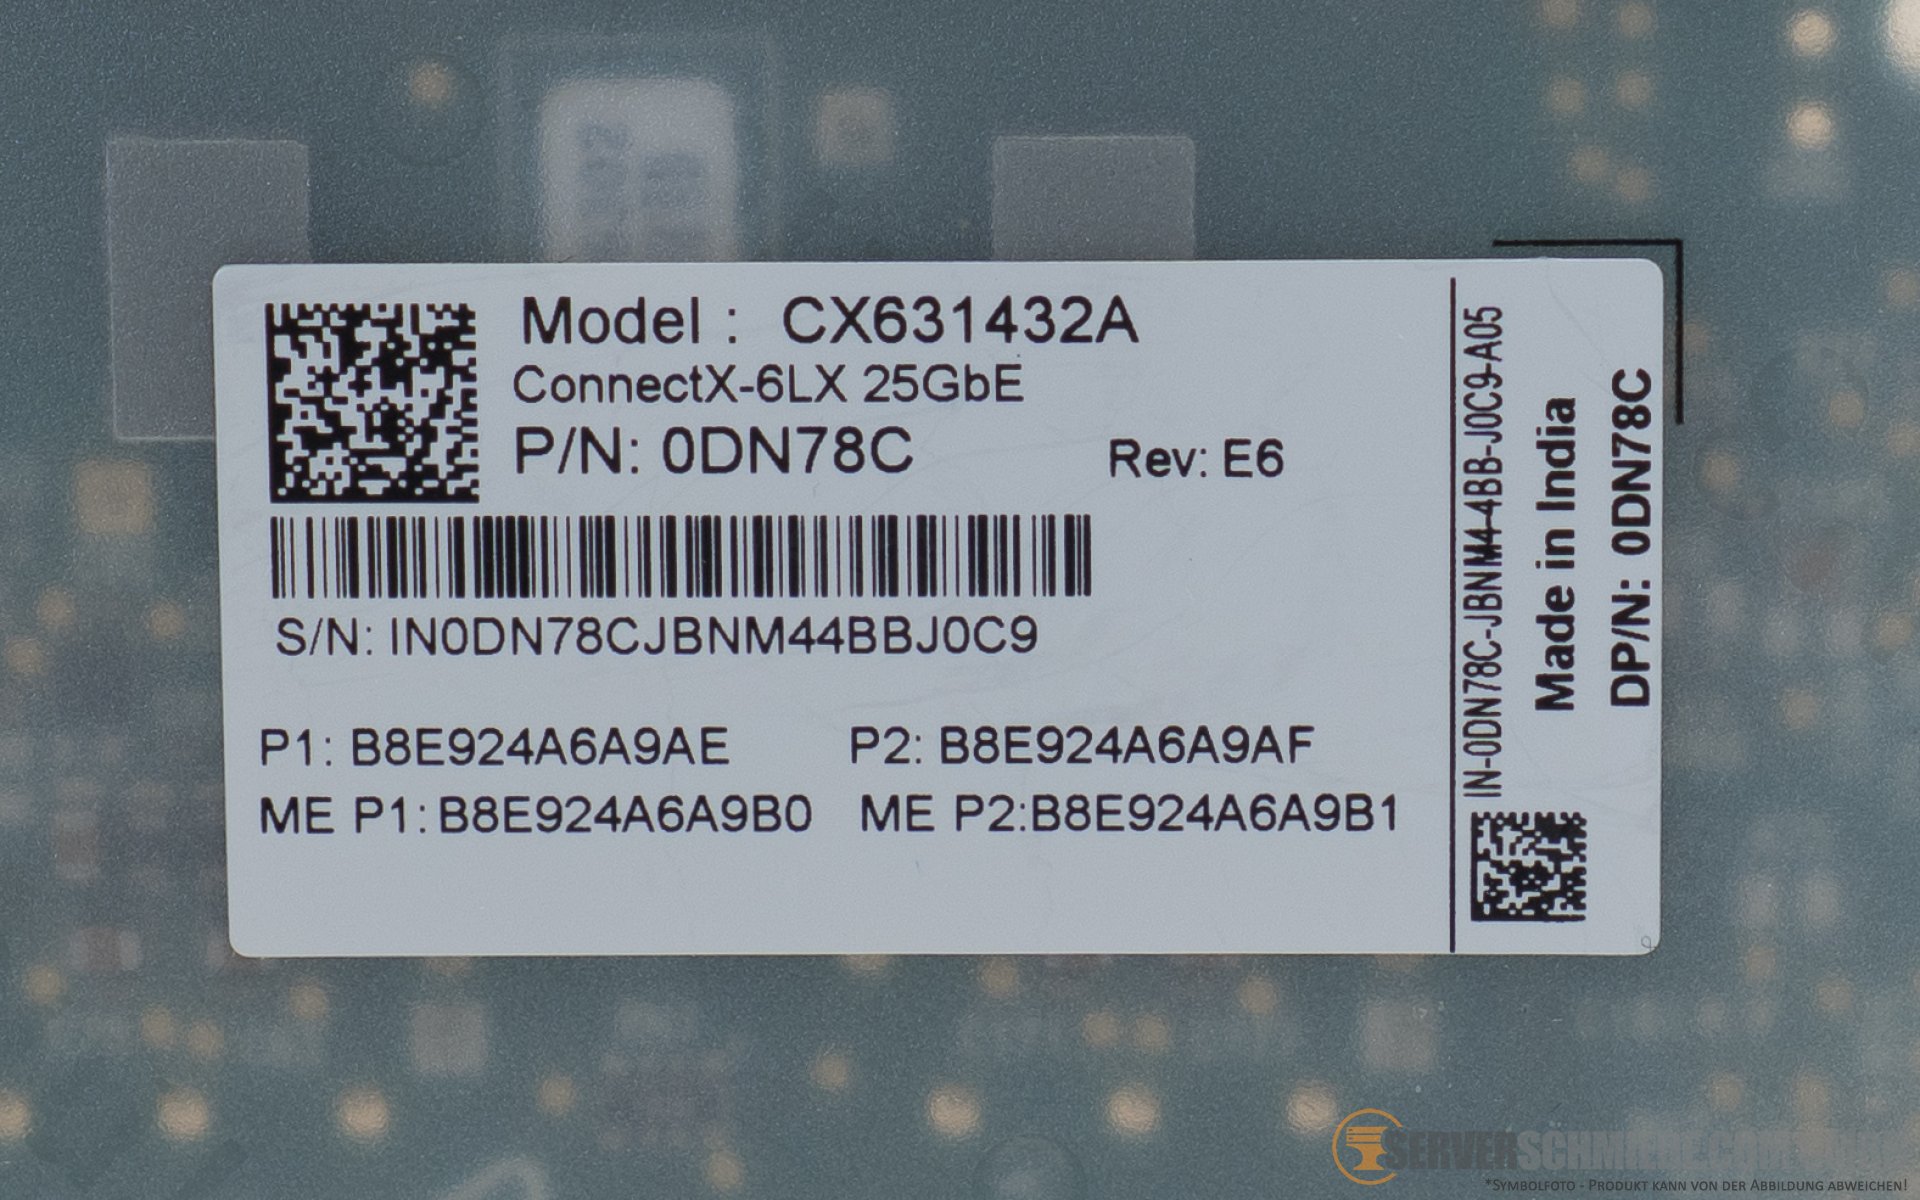 Model : CX631432A
ConnectX-6LX 25GbE
P/N: 0DN78C Rev: E6
S/N: IN0DN78CJBNM44BBJ0C9
P1: B8E924A6A9AE P2: B8E924A6A9AF
ME P1: B8E924A6A9B0 ME P2:B8E924A6A9B1
IN-0DN78C-JBNM4-4BB-J0C9-A05
Made in India
DP/N: 0DN78C
SERVERSCHMIEDE.COM
*Symbolfoto - Produkt kann von der Abbildung abweichen!